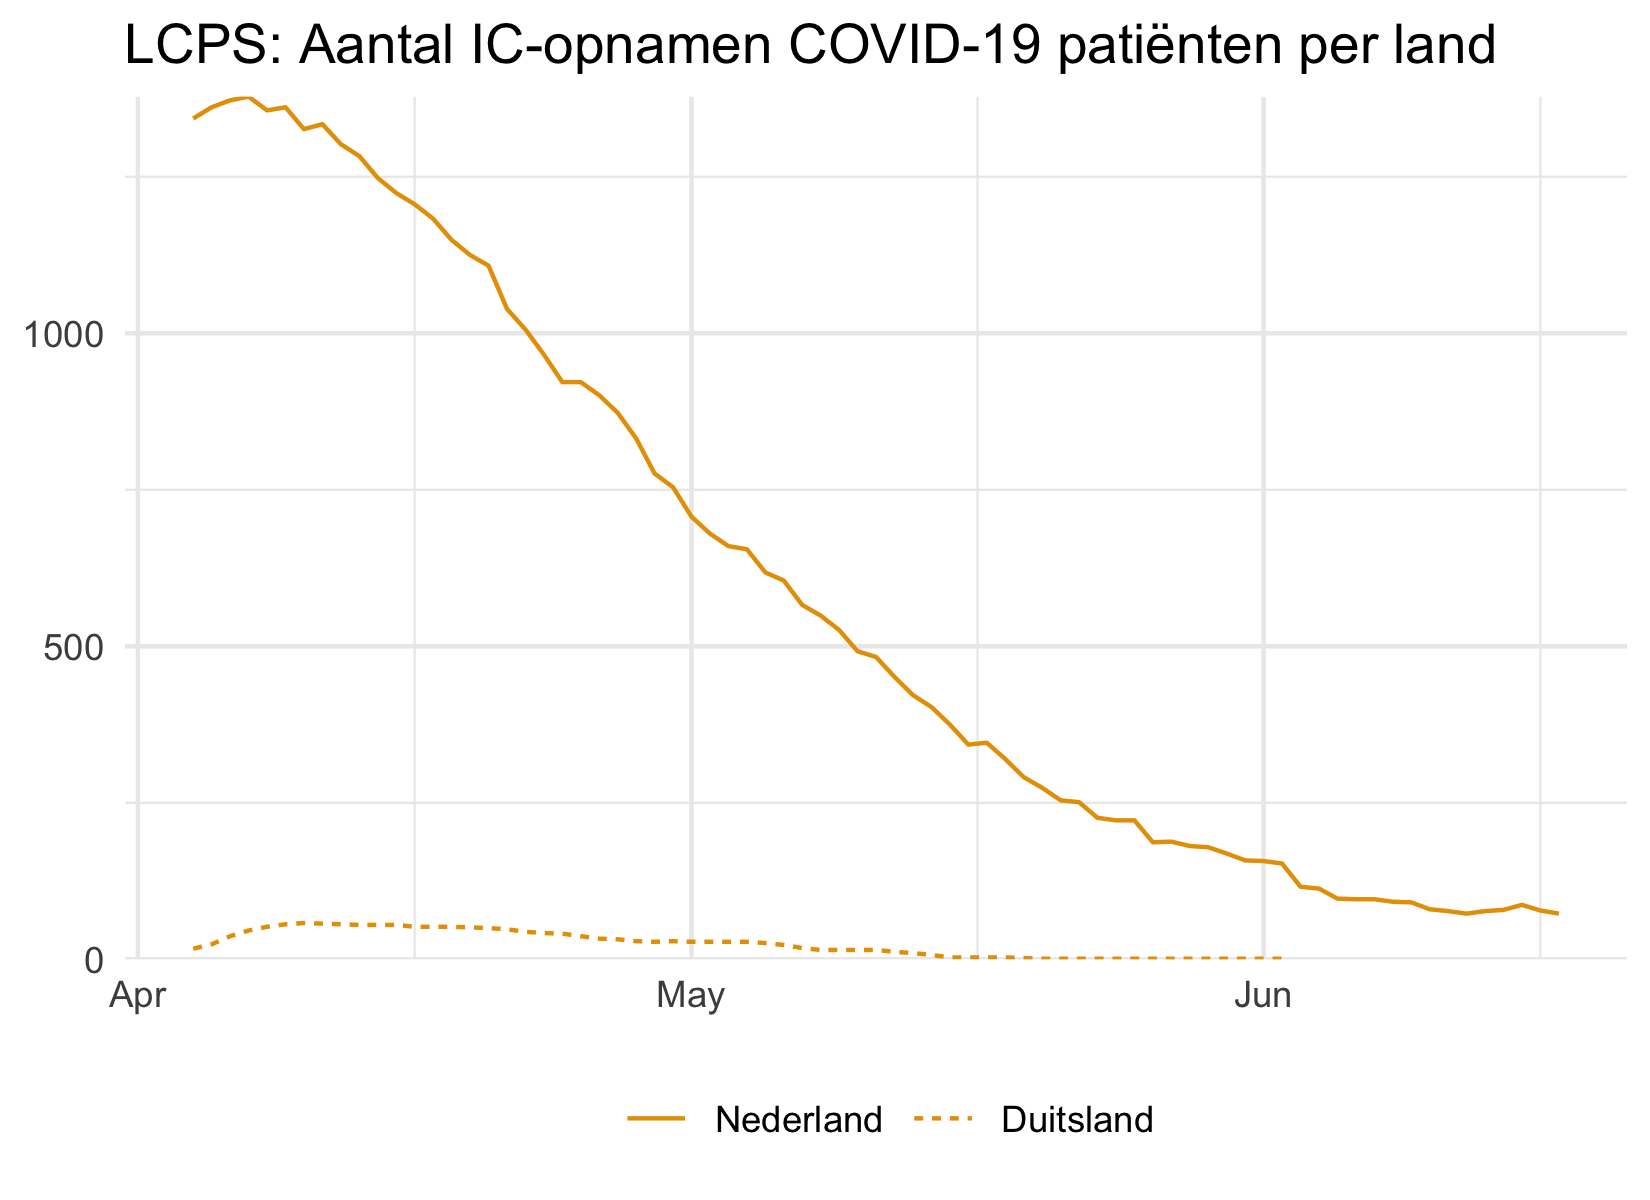 LCPS: Aantal IC-opnamen COVID-19 patiënten per land
1000
500
0
Apr May Jun
Nederland Duitsland